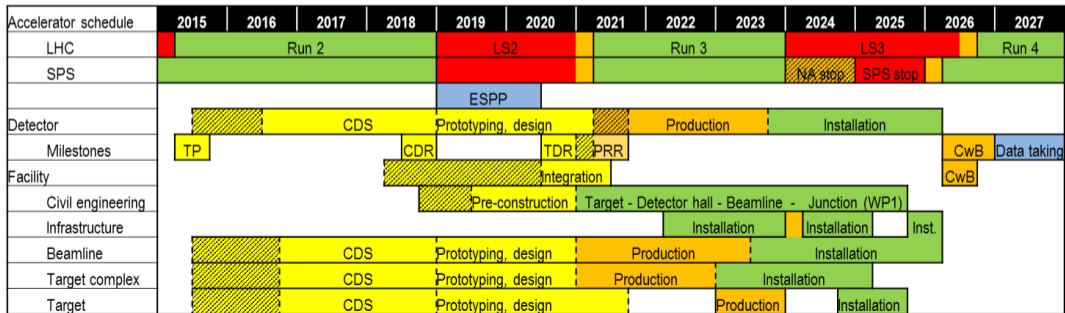 Accelerator schedule 2015 2016 2017 2018 2019 2020 2021 2022 2023 2024 2025 2026 2027
LHC Run 2 LS2 Run 3 LS3 Run 4
SPS NA stop SPS stop
ESPP
Detector CDS Prototyping, design Production Installation
Milestones TP CDR TDR PRR CwB Data taking
Facility Integration CwB
Civil engineering Pre-construction Target - Detector hall - Beamline - Junction (WP1)
Infrastructure Installation Installation Inst.
Beamline CDS Prototyping, design Production Installation
Target complex CDS Prototyping, design Production Installation
Target CDS Prototyping, design Production Installation